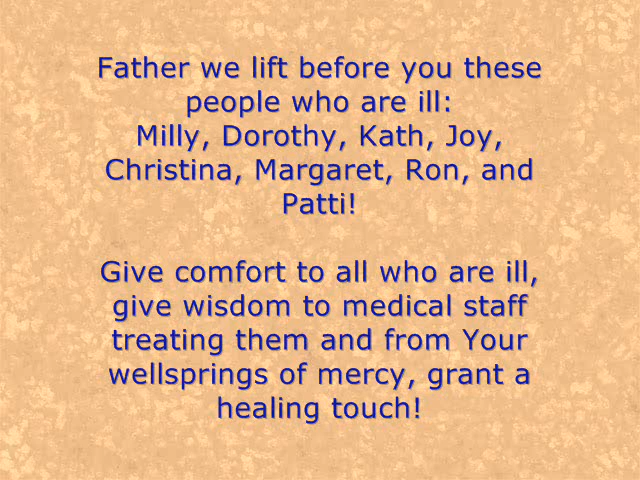 Father we lift before you these
people who are ill:
Milly, Dorothy, Kath, Joy,
Christina, Margaret, Ron, and
Patti!
Give comfort to all who are ill,
give wisdom to medical staff
treating them and from Your
wellsprings of mercy, grant a
healing touch!